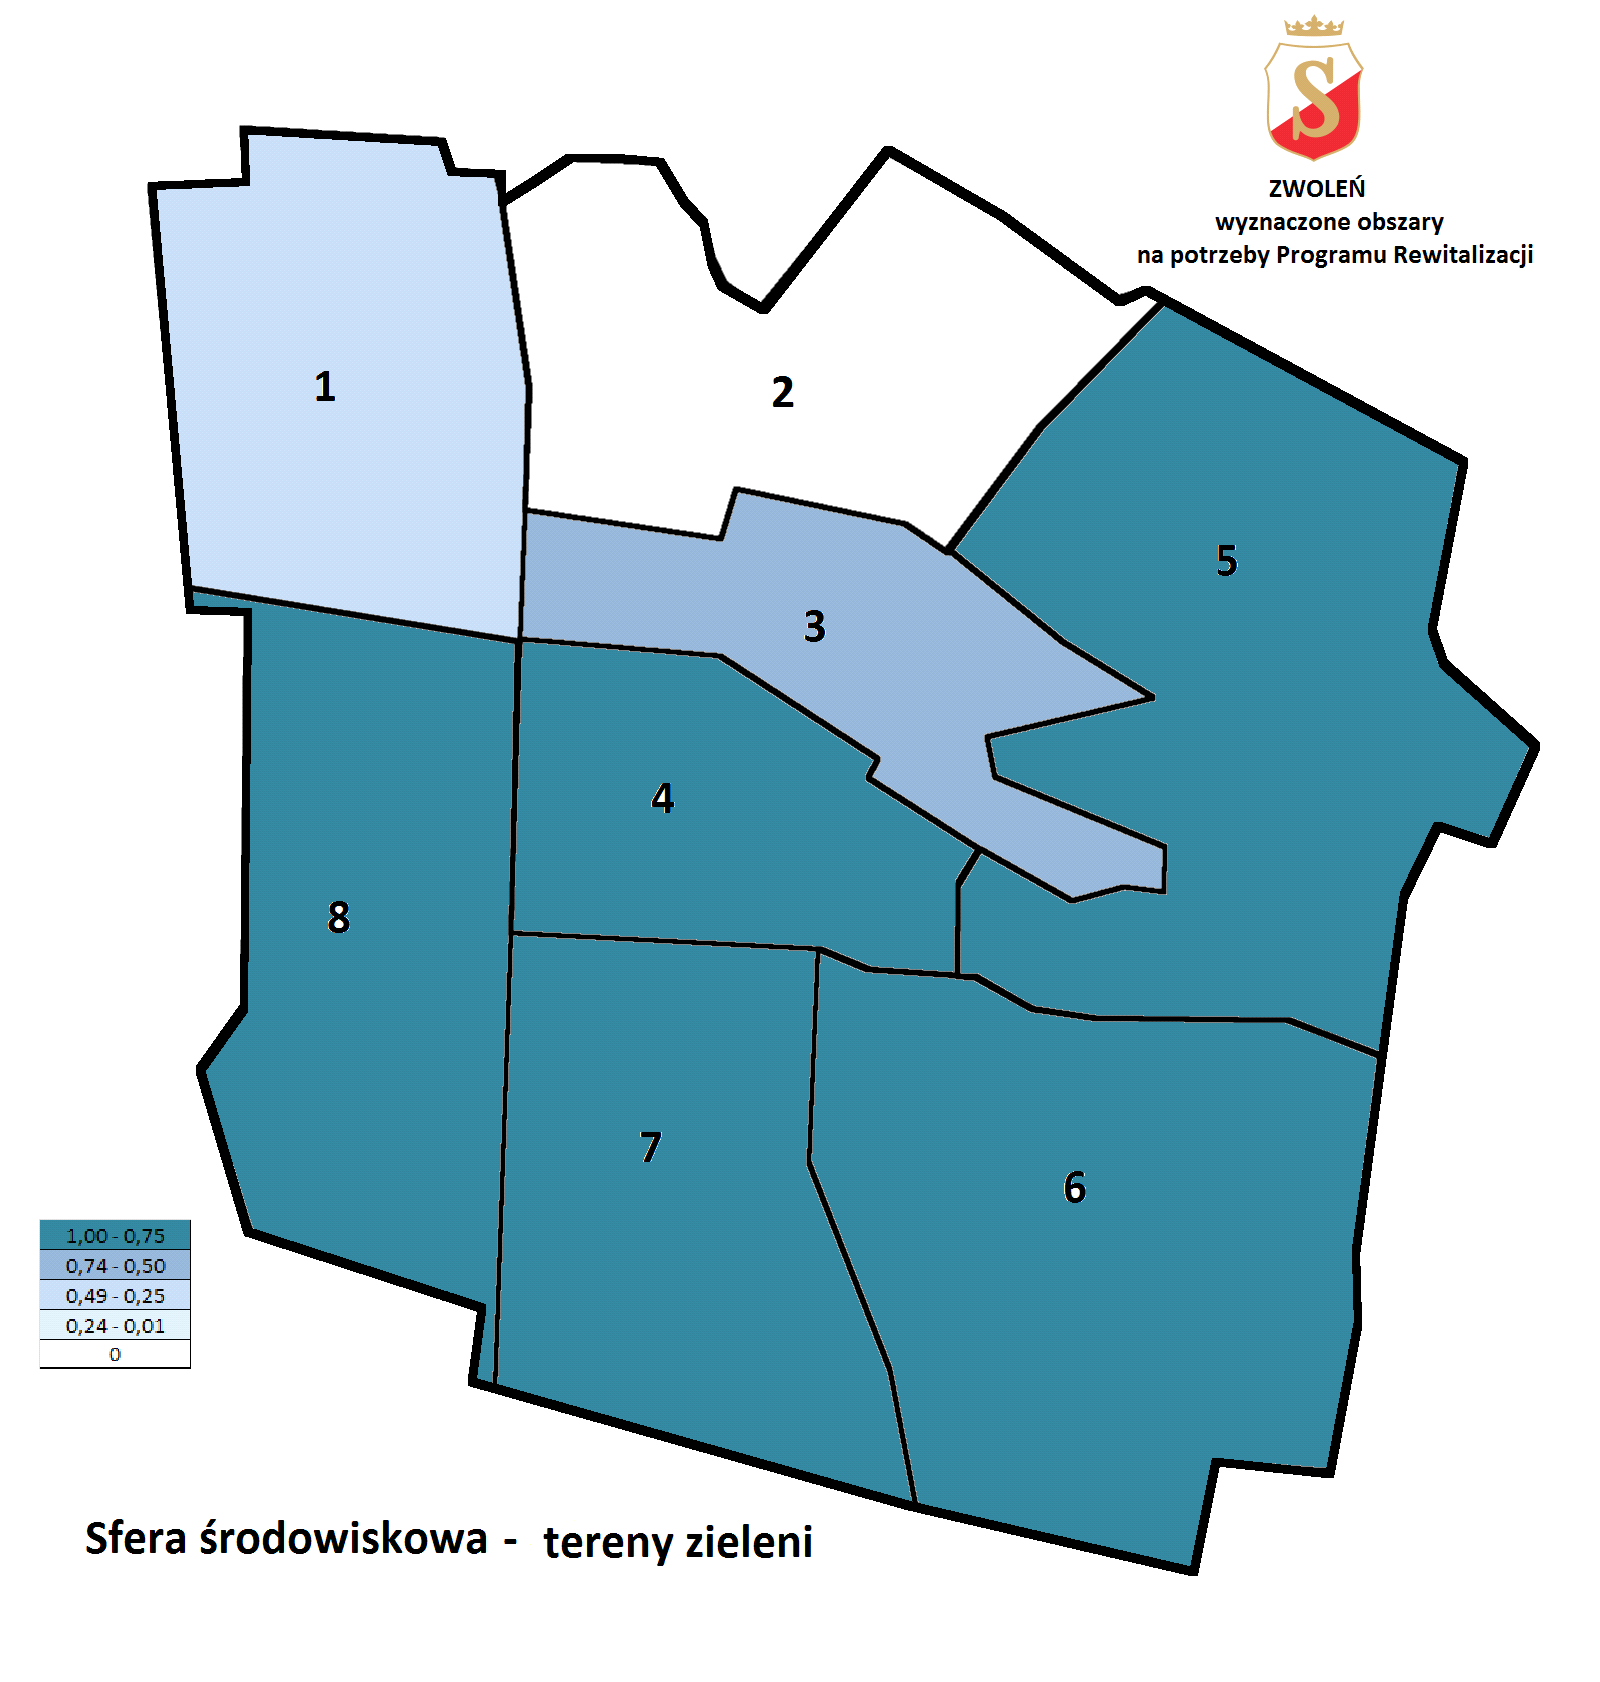 S
ZWOLEŃ
wyznaczone obszary
na potrzeby Programu Rewitalizacji
1
2
3
5
4
8
7
6
1,00 - 0,75
0,74 - 0,50
0,49 - 0,25
0,24 - 0,01
0
Sfera środowiskowa - tereny zieleni